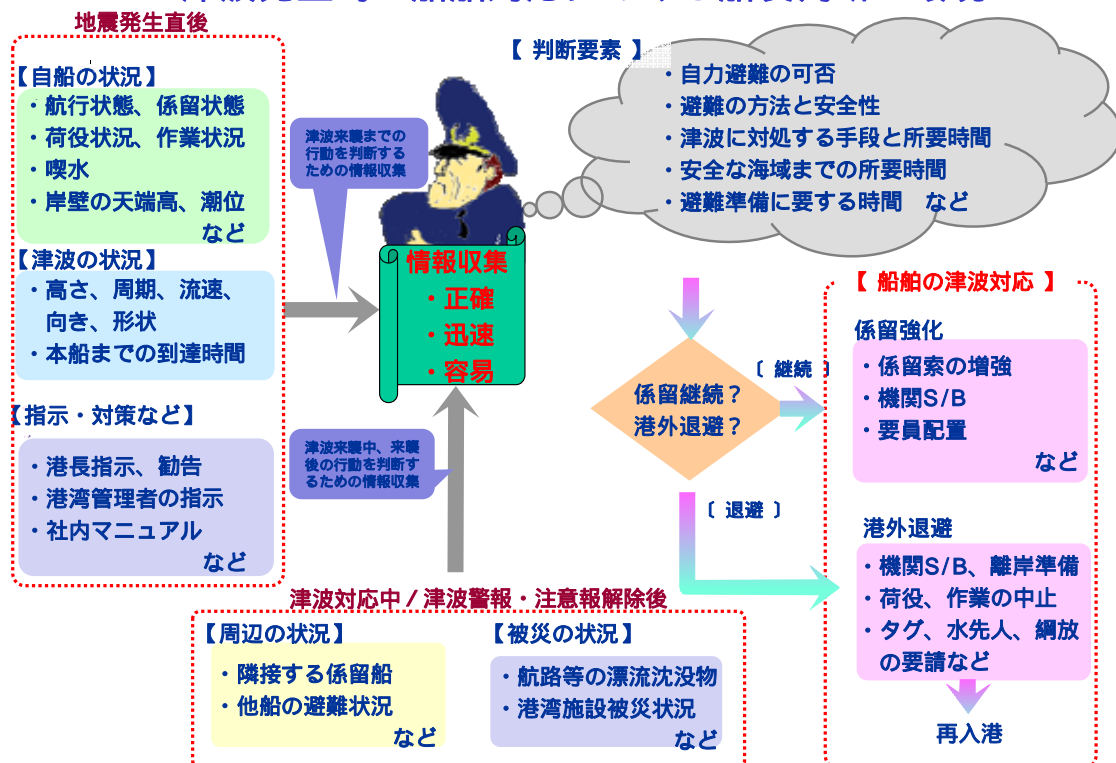 地震発生直後
【自船の状況】
・航行状態、係留状態
・荷役状況、作業状況
・喫水
・岸壁の天端高、潮位
など
【津波の状況】
・高さ、周期、流速、
向き、形状
・本船までの到達時間
【指示・対策など】
・港長指示、勧告
・港湾管理者の指示
・社内マニュアル
など
津波来襲までの
行動を判断する
ための情報収集
情報収集
・正確
・迅速
・容易
津波来襲中、来襲
後の行動を判断す
るための情報収集
【 判断要素 】
・自力避難の可否
・避難の方法と安全性
・津波に対処する手段と所要時間
・安全な海域までの所要時間
・避難準備に要する時間　など
係留継続？
港外退避？
〔 継続 〕
〔 退避 〕
【 船舶の津波対応 】
係留強化
・係留索の増強
・機関S/B
・要員配置
など
港外退避
・機関S/B、離岸準備
・荷役、作業の中止
・タグ、水先人、綱放
の要請など
再入港
津波対応中 / 津波警報・注意報解除後
【周辺の状況】
・隣接する係留船
・他船の避難状況
など
【被災の状況】
・航路等の漂流沈没物
・港湾施設被災状況
など